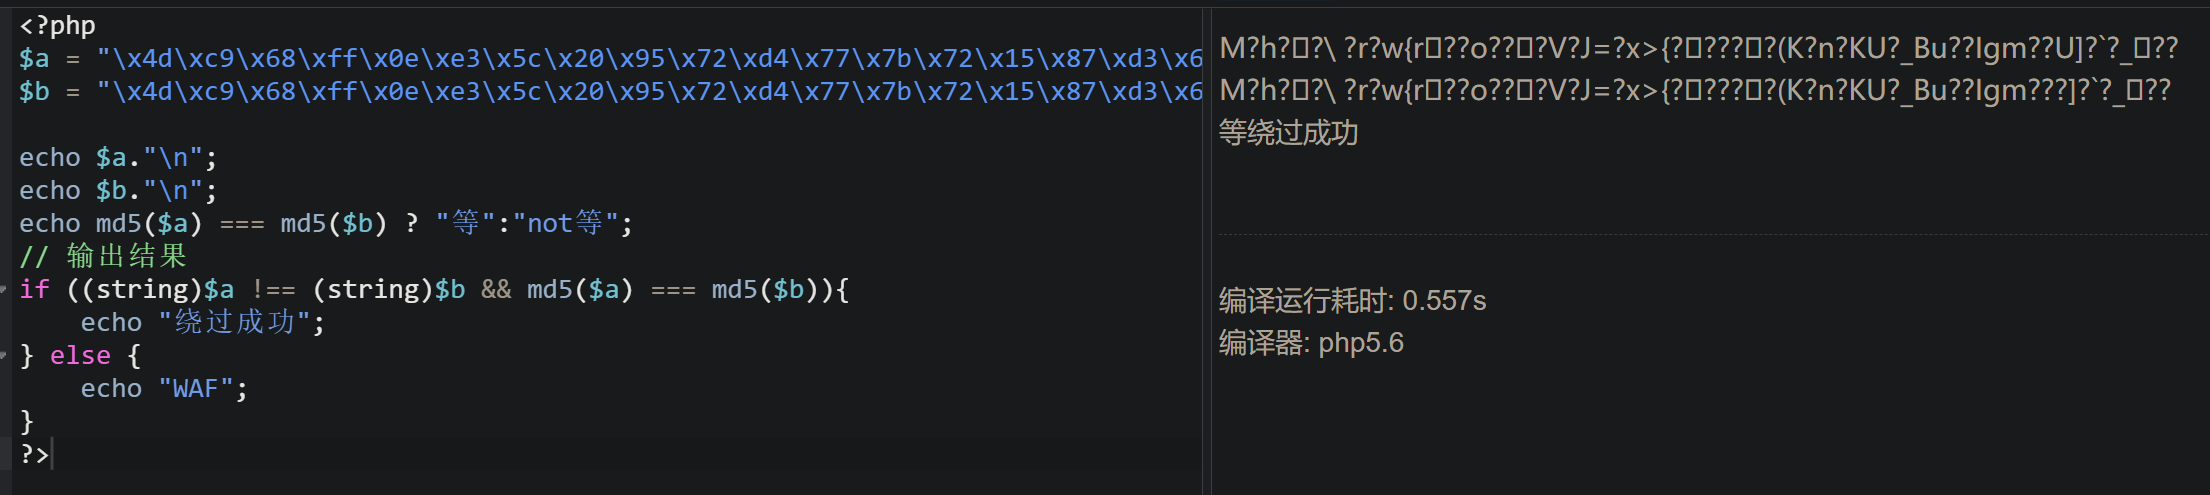 <?php
$a = "\x4d\xc9\x68\xff\x0e\xe3\x5c\x20\x95\x72\xd4\x77\x7b\x72\x15\x87\xd3\x6
$b = "\x4d\xc9\x68\xff\x0e\xe3\x5c\x20\x95\x72\xd4\x77\x7b\x72\x15\x87\xd3\x6
echo $a."\n";
echo $b."\n";
echo md5($a) === md5($b) ? "等":"not等";
// 输出结果
if ((string)$a !== (string)$b && md5($a) === md5($b)){
    echo "绕过成功";
} else {
    echo "WAF";
}
?>
M?h?▯?\ ?r?w{r▯??o??▯?V?J=?x>{?▯???▯?(K?n?KU?_Bu??Igm??U]?`?_▯??
M?h?▯?\ ?r?w{r▯??o??▯?V?J=?x>{?▯???▯?(K?n?KU?_Bu??Igm???]?`?_▯??
等绕过成功
编译运行耗时: 0.557s
编译器: php5.6